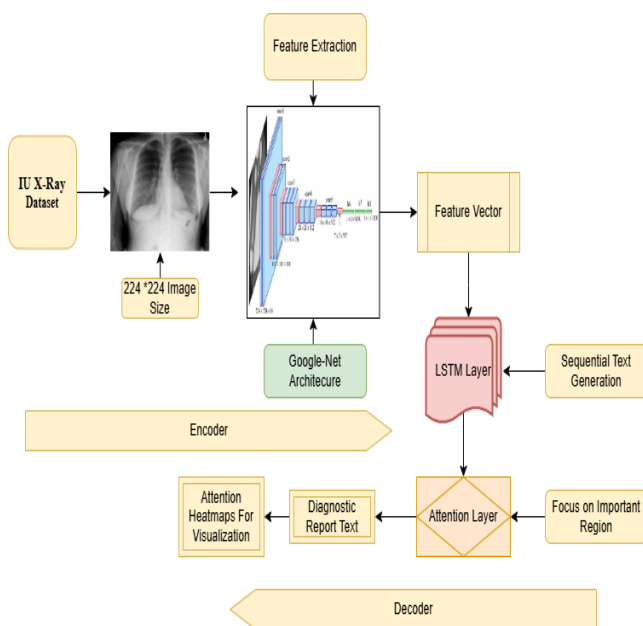 Feature Extraction
IU X-Ray
Dataset
224 *224 Image
Size
Google-Net
Architecure
Feature Vector
LSTM Layer
Sequential Text
Generation
Encoder
Attention
Heatmaps For
Visualization
Diagnostic
Report Text
Attention Layer
Focus on Important
Region
Decoder